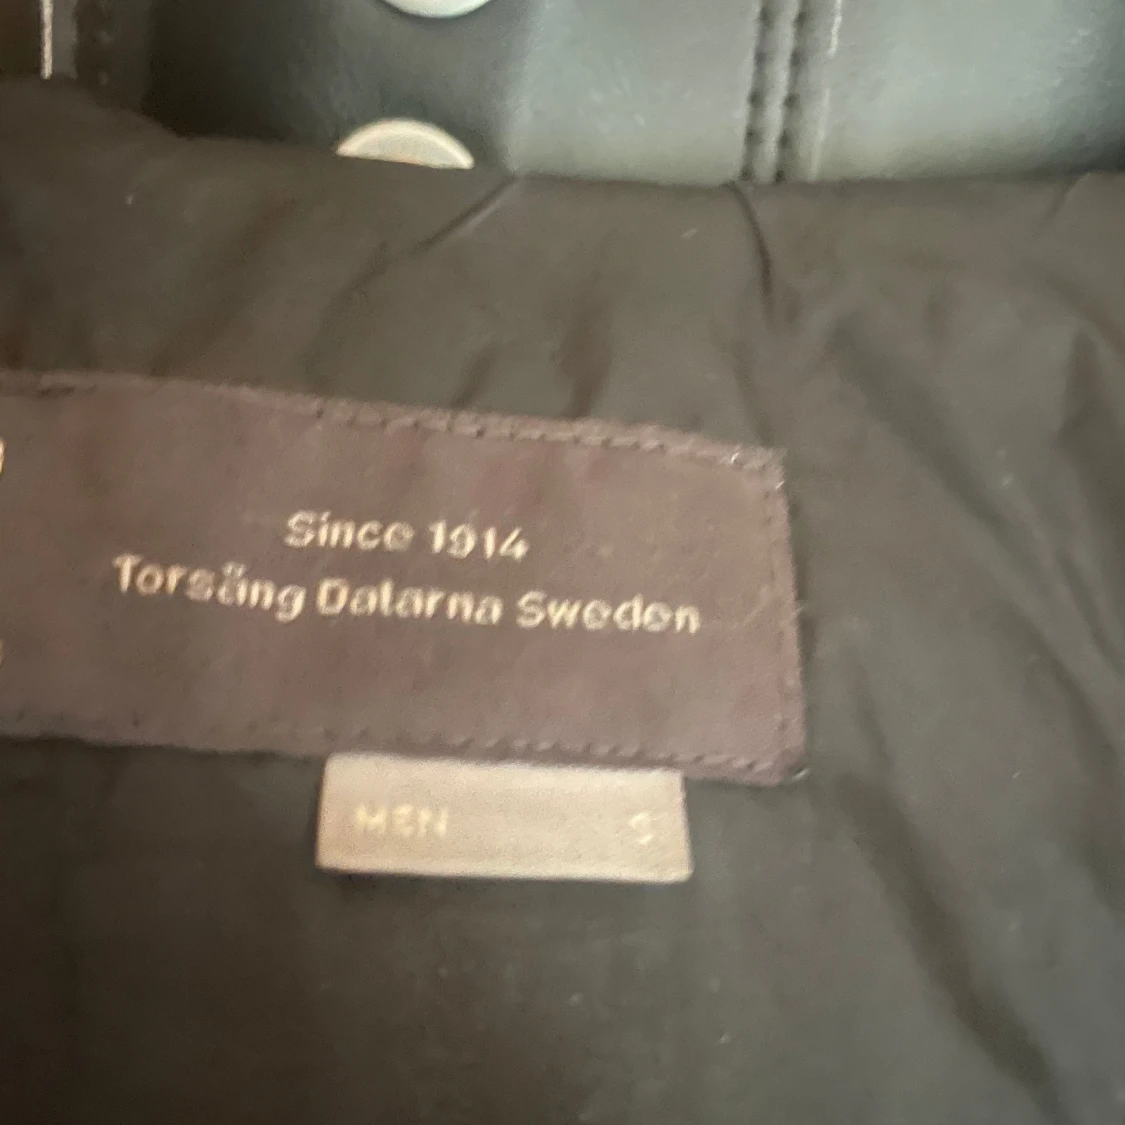 Since 1914
Torsång Dalarna Sweden
MEN S